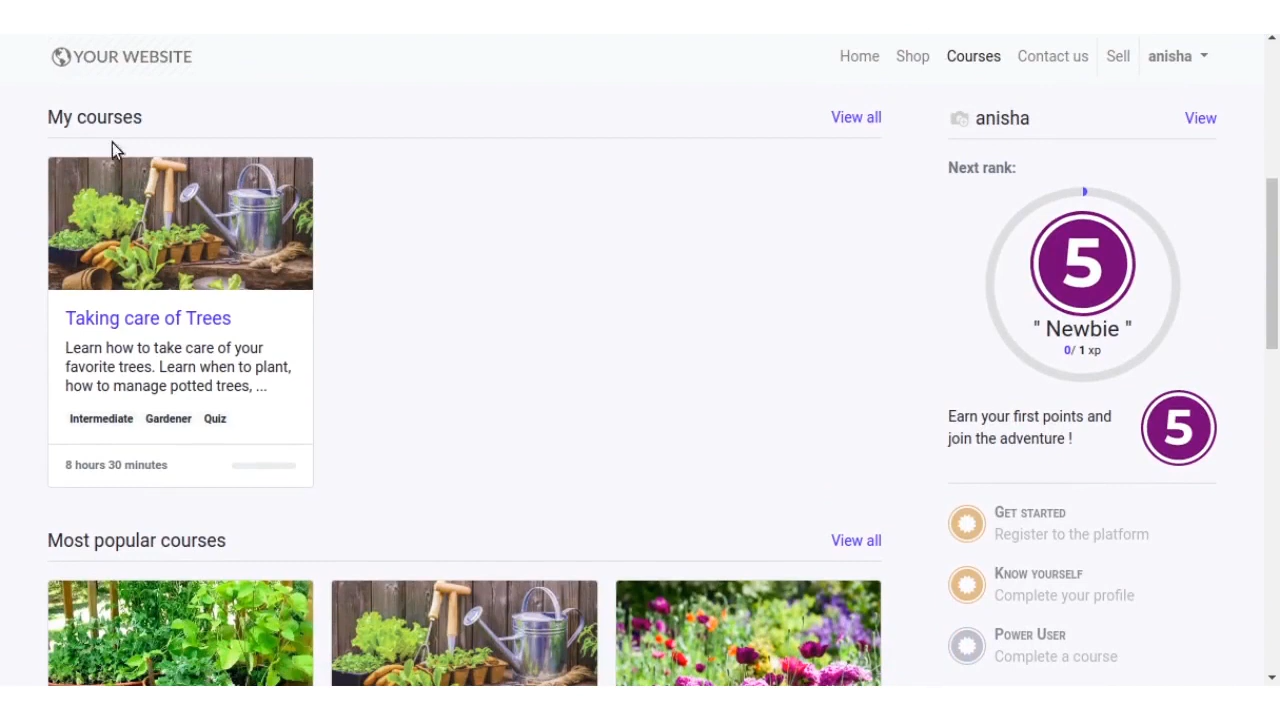 YOUR WEBSITE
Home Shop Courses Contact us Sell anisha
My courses View all
Taking care of Trees
Learn how to take care of your
favorite trees. Learn when to plant,
how to manage potted trees, ...
Intermediate Gardener Quiz
8 hours 30 minutes
Most popular courses View all
anisha View
Next rank:
5
" Newbie "
0/ 1 xp
Earn your first points and
join the adventure !
5
GET STARTED
Register to the platform
KNOW YOURSELF
Complete your profile
POWER USER
Complete a course